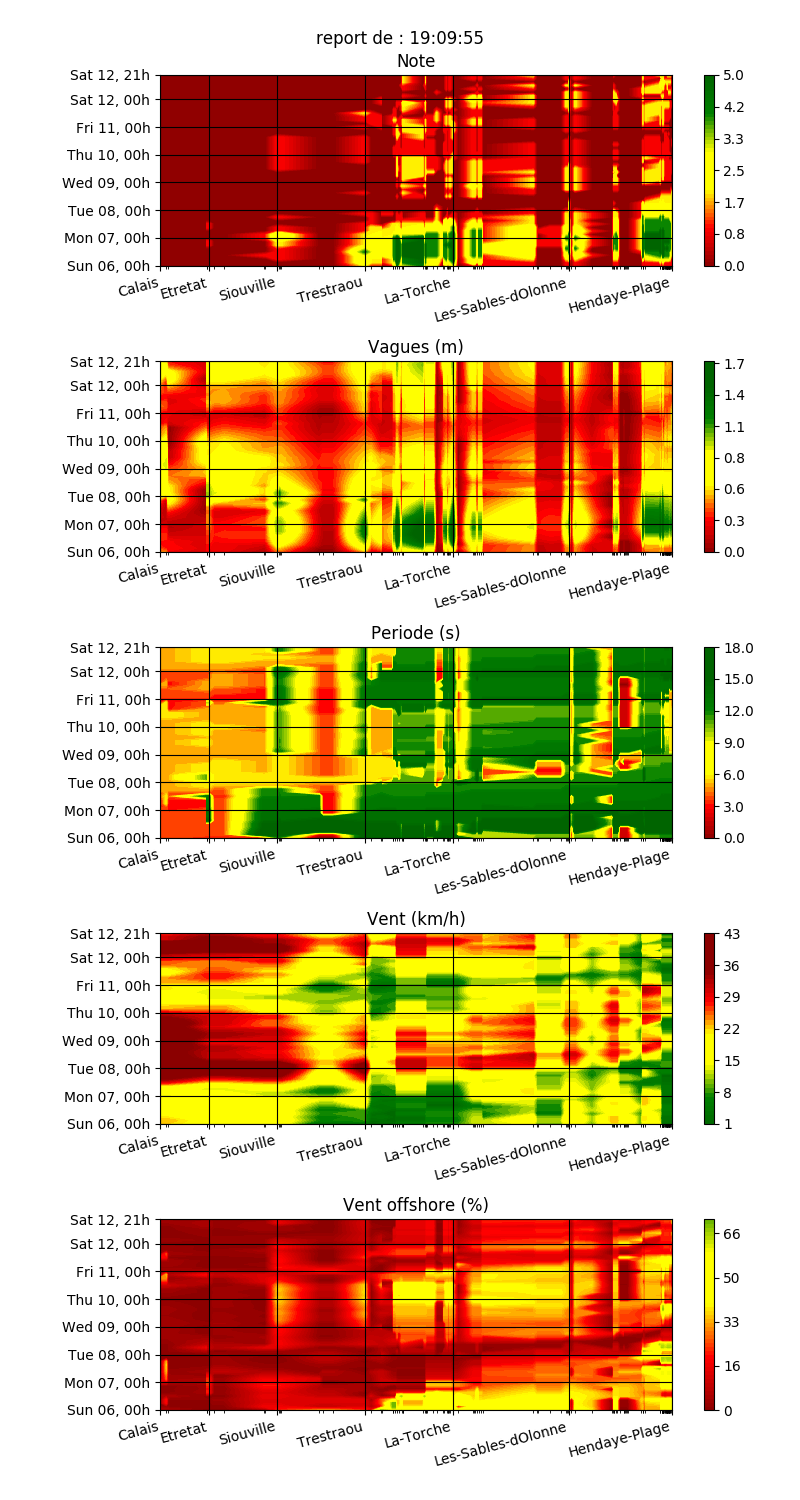 report de : 19:09:55
Note
Sat 12, 21h
Sat 12, 00h
Fri 11, 00h
Thu 10, 00h
Wed 09, 00h
Tue 08, 00h
Mon 07, 00h
Sun 06, 00h
Calais
Etretat
Siouville
Trestraou
La-Torche
Les-Sables-dOlonne
Hendaye-Plage
5.0
4.2
3.3
2.5
1.7
0.8
0.0
Vagues (m)
Sat 12, 21h
Sat 12, 00h
Fri 11, 00h
Thu 10, 00h
Wed 09, 00h
Tue 08, 00h
Mon 07, 00h
Sun 06, 00h
Calais
Etretat
Siouville
Trestraou
La-Torche
Les-Sables-dOlonne
Hendaye-Plage
1.7
1.4
1.1
0.8
0.6
0.3
0.0
Periode (s)
Sat 12, 21h
Sat 12, 00h
Fri 11, 00h
Thu 10, 00h
Wed 09, 00h
Tue 08, 00h
Mon 07, 00h
Sun 06, 00h
Calais
Etretat
Siouville
Trestraou
La-Torche
Les-Sables-dOlonne
Hendaye-Plage
18.0
15.0
12.0
9.0
6.0
3.0
0.0
Vent (km/h)
Sat 12, 21h
Sat 12, 00h
Fri 11, 00h
Thu 10, 00h
Wed 09, 00h
Tue 08, 00h
Mon 07, 00h
Sun 06, 00h
Calais
Etretat
Siouville
Trestraou
La-Torche
Les-Sables-dOlonne
Hendaye-Plage
43
36
29
22
15
8
1
Vent offshore (%)
Sat 12, 21h
Sat 12, 00h
Fri 11, 00h
Thu 10, 00h
Wed 09, 00h
Tue 08, 00h
Mon 07, 00h
Sun 06, 00h
Calais
Etretat
Siouville
Trestraou
La-Torche
Les-Sables-dOlonne
Hendaye-Plage
66
50
33
16
0